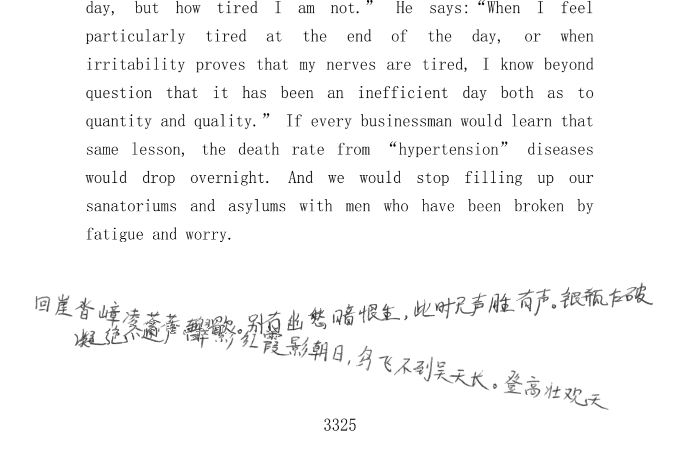 day, but how tired I am not.” He says:“When I feel
particularly tired at the end of the day, or when
irritability proves that my nerves are tired, I know beyond
question that it has been an inefficient day both as to
quantity and quality.” If every businessman would learn that
same lesson, the death rate from “hypertension” diseases
would drop overnight. And we would stop filling up our
sanatoriums and asylums with men who have been broken by
fatigue and worry.
回崖沓嶂凌苍苍。翠影红霞影朝日,鸟飞不到吴天长。登高壮观天
凝绝不通声暂歇。别有幽愁暗恨生,此时无声胜有声。银瓶乍破
3325